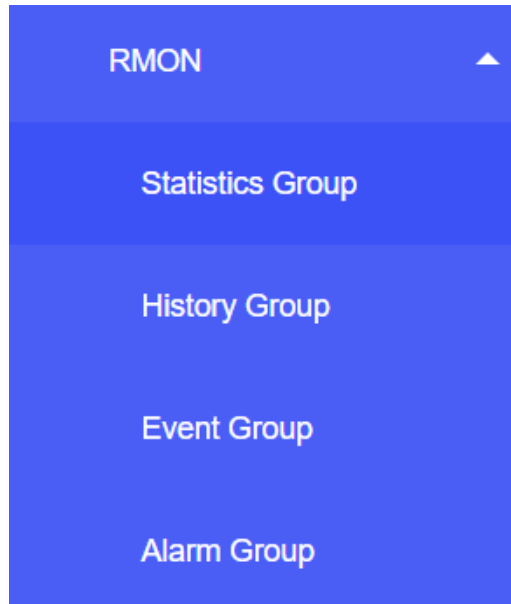 RMON
Statistics Group
History Group
Event Group
Alarm Group